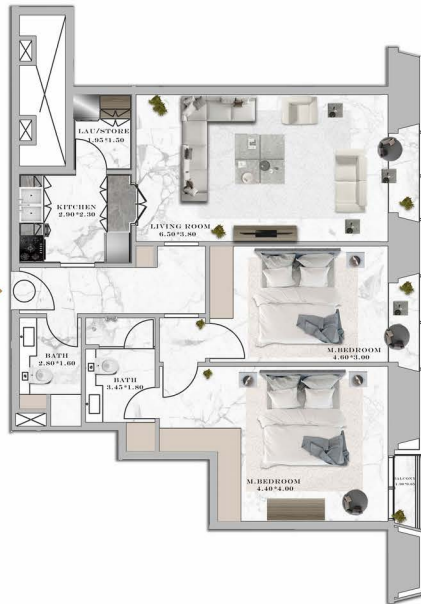 LAU/STORE
1.95*1.50
KITCHEN
2.90*2.30
LIVING ROOM
6.50*3.80
M.BEDROOM
4.60*3.00
BATH
2.80*1.60
BATH
3.45*1.80
M.BEDROOM
4.40*4.00
BALCONY